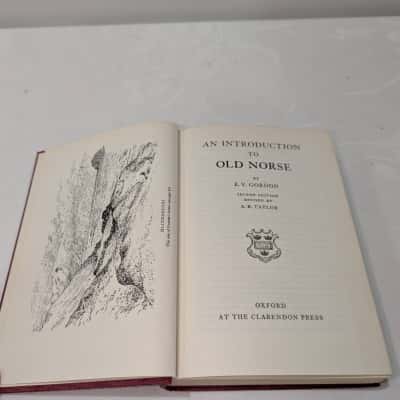 AN INTRODUCTION
TO
OLD NORSE
BY
E. V. GORDON
SECOND EDITION
REVISED BY
A. R. TAYLOR
OXFORD
AT THE CLARENDON PRESS